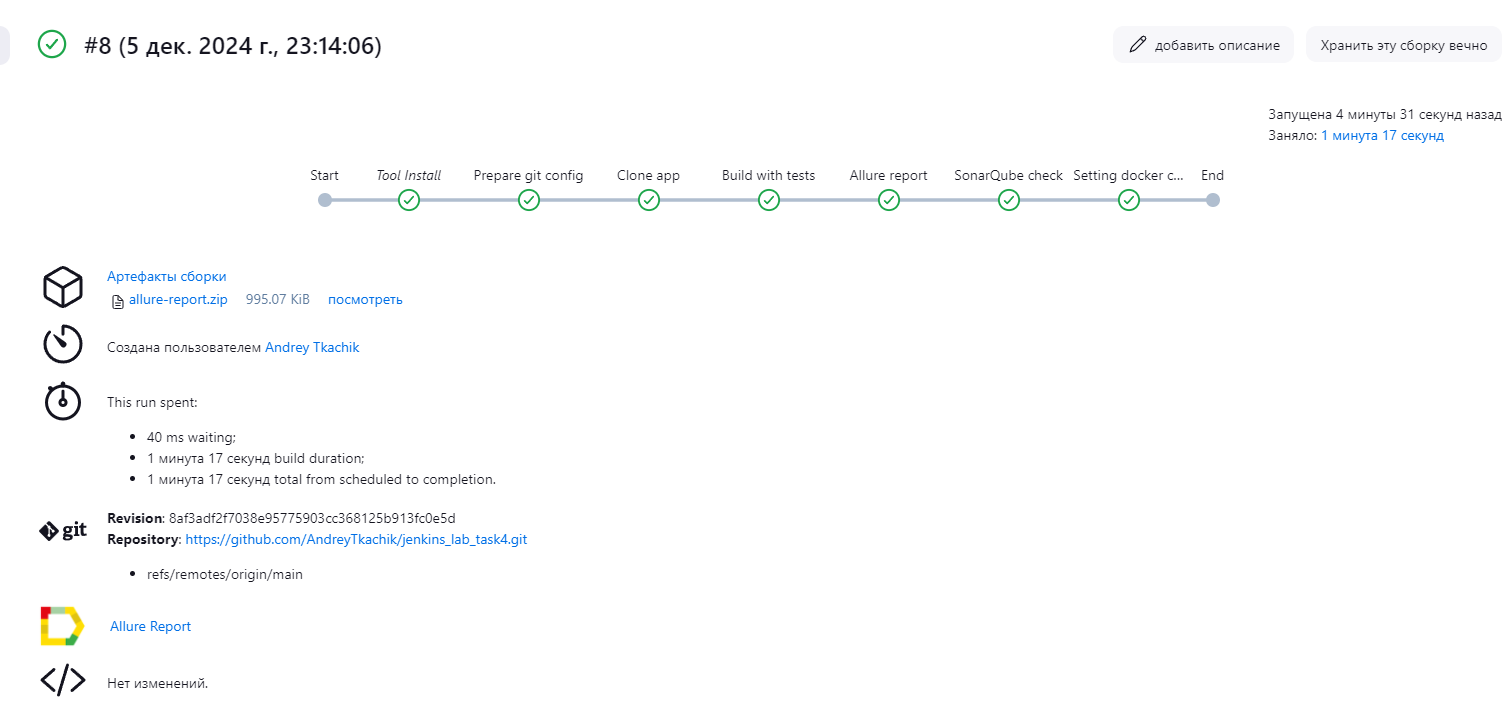 #8 (5 дек. 2024 г., 23:14:06)
добавить описание
Хранить эту сборку вечно
Запущена 4 минуты 31 секунд назад
Заняло: 1 минута 17 секунд
Start Tool Install Prepare git config Clone app Build with tests Allure report SonarQube check Setting docker c... End
Артефакты сборки
allure-report.zip 995.07 KiB посмотреть
Создана пользователем Andrey Tkachik
This run spent:
40 ms waiting;
1 минута 17 секунд build duration;
1 минута 17 секунд total from scheduled to completion.
git
Revision: 8af3adf2f7038e95775903cc368125b913fc0e5d
Repository: https://github.com/AndreyTkachik/jenkins_lab_task4.git
refs/remotes/origin/main
Allure Report
Нет изменений.